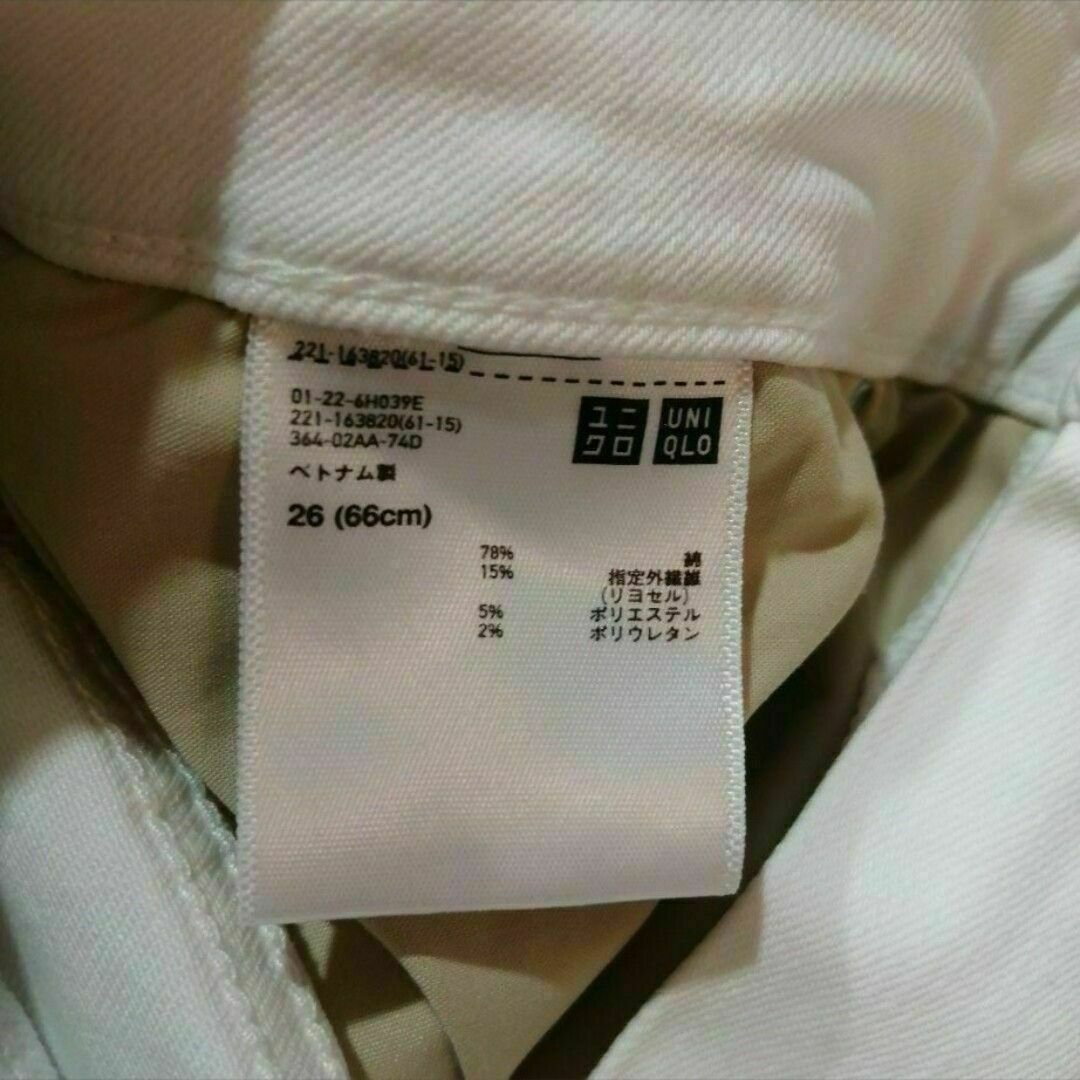 221-163820(61-15)
01-22-6H039E
221-163820(61-15)
364-02AA-74D
ユニ
クロ
UNI
QLO
ベトナム製
26 (66cm)
78% 綿
15% 指定外繊維
(リヨセル)
5% ポリエステル
2% ポリウレタン